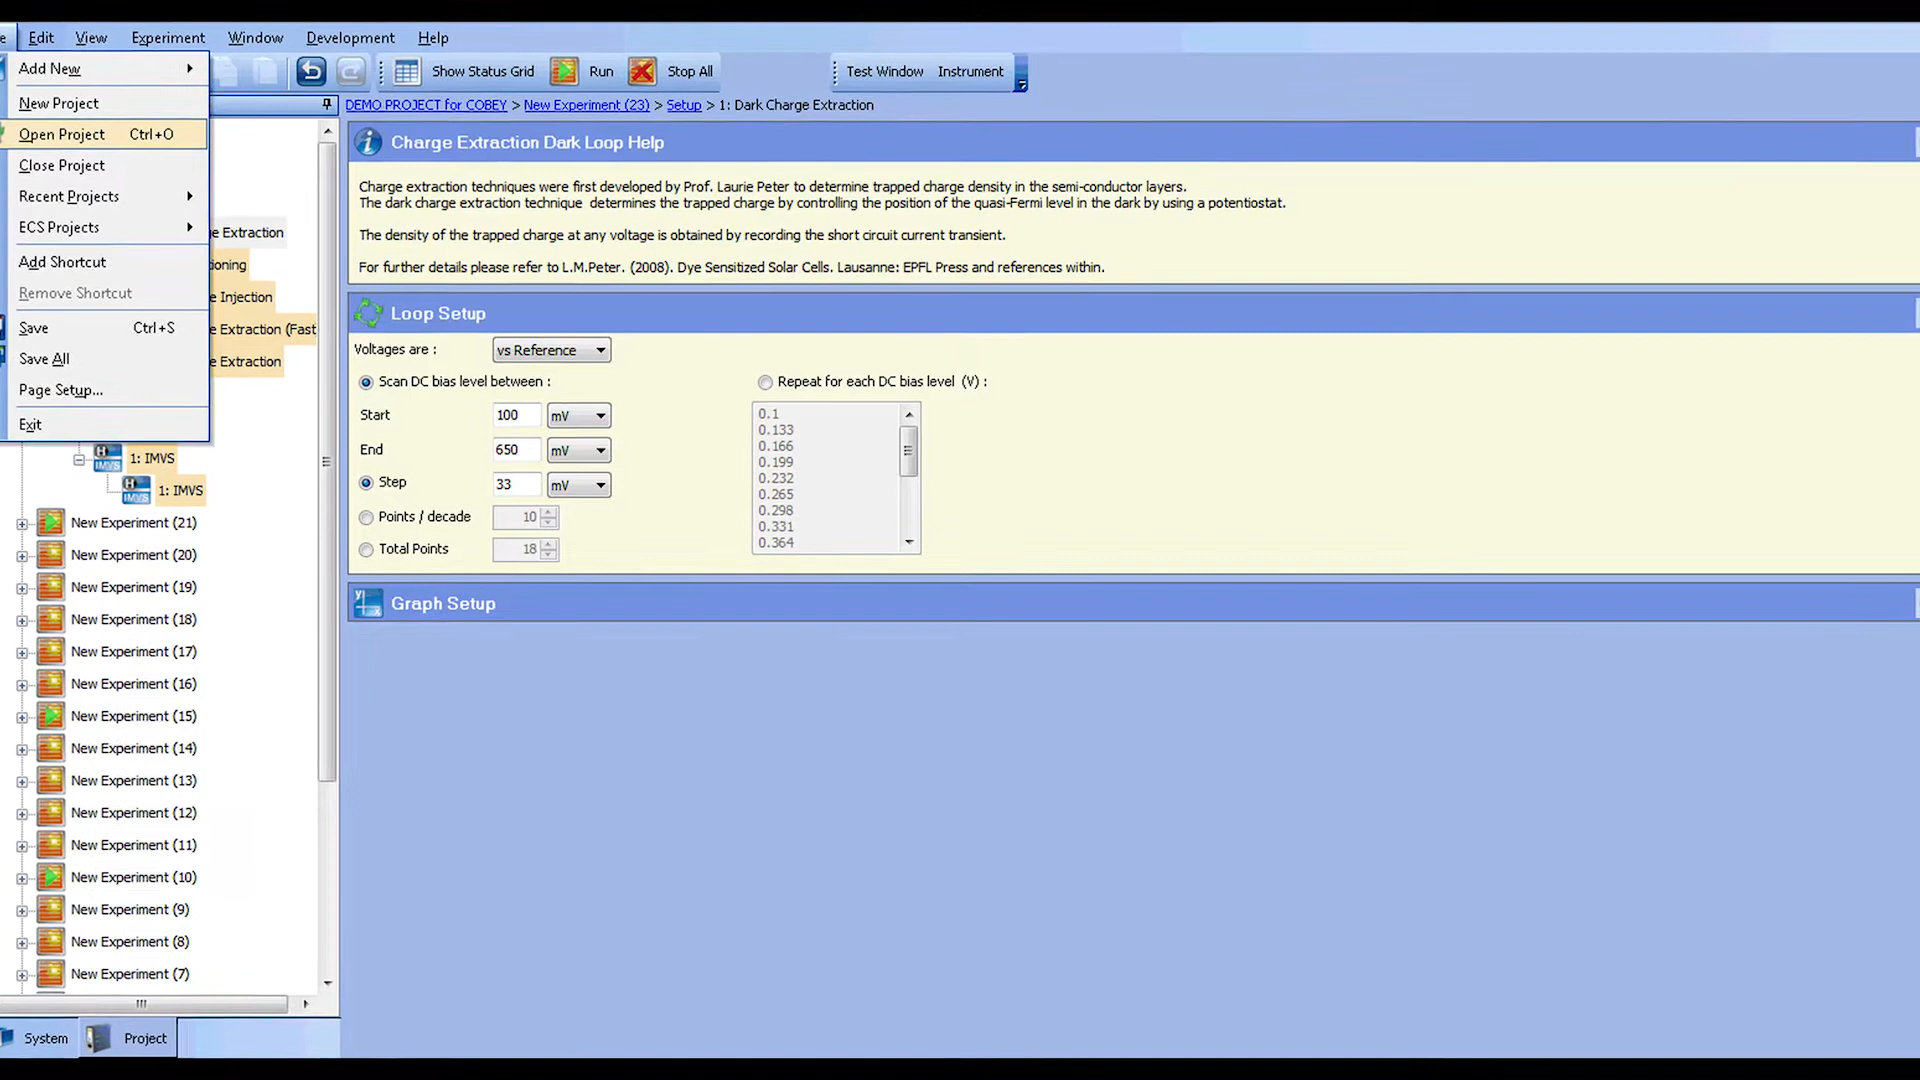 e Edit View Experiment Window Development Help
Show Status Grid Run Stop All Test Window Instrument
Add New
New Project
Open Project Ctrl+O
Close Project
Recent Projects
ECS Projects
Add Shortcut
Remove Shortcut
Save Ctrl+S
Save All
Page Setup...
Exit
e Extraction
ioning
e Injection
e Extraction (Fast
e Extraction
1: IMVS
1: IMVS
New Experiment (21)
New Experiment (20)
New Experiment (19)
New Experiment (18)
New Experiment (17)
New Experiment (16)
New Experiment (15)
New Experiment (14)
New Experiment (13)
New Experiment (12)
New Experiment (11)
New Experiment (10)
New Experiment (9)
New Experiment (8)
New Experiment (7)
System Project
DEMO PROJECT for COBEY > New Experiment (23) > Setup > 1: Dark Charge Extraction
Charge Extraction Dark Loop Help
Charge extraction techniques were first developed by Prof. Laurie Peter to determine trapped charge density in the semi-conductor layers.
The dark charge extraction technique determines the trapped charge by controlling the position of the quasi-Fermi level in the dark by using a potentiostat.
The density of the trapped charge at any voltage is obtained by recording the short circuit current transient.
For further details please refer to L.M.Peter. (2008). Dye Sensitized Solar Cells. Lausanne: EPFL Press and references within.
Loop Setup
Voltages are : vs Reference
Scan DC bias level between :
Start 100 mV
End 650 mV
Step 33 mV
Points / decade 10
Total Points 18
Repeat for each DC bias level (V) :
0.1
0.133
0.166
0.199
0.232
0.265
0.298
0.331
0.364
Graph Setup